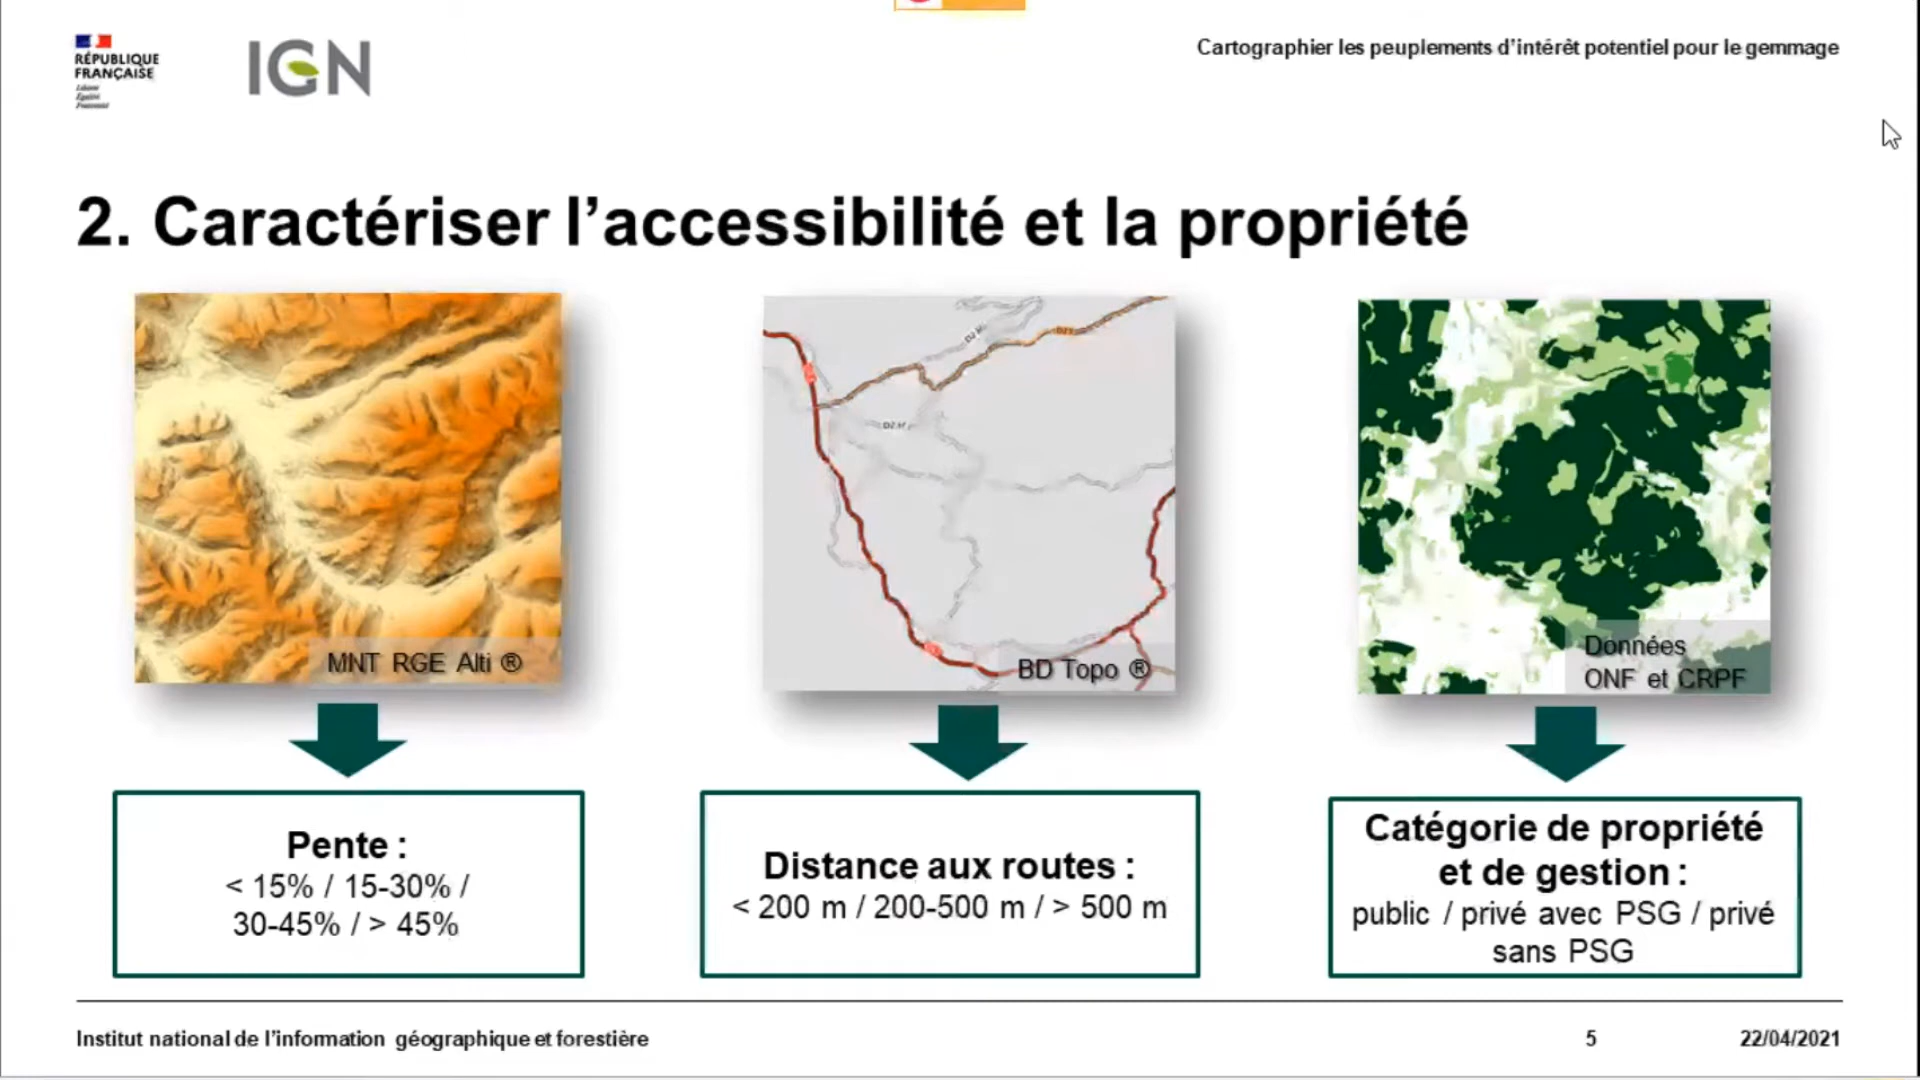 RÉPUBLIQUE
FRANÇAISE
Liberté
Égalité
Fraternité
IGN
Cartographier les peuplements d'intérêt potentiel pour le gemmage
2. Caractériser l'accessibilité et la propriété
MNT RGE Alti ®
BD Topo ®
Données
ONF et CRPF
Pente :
< 15% / 15-30% /
30-45% / > 45%
Distance aux routes :
< 200 m / 200-500 m / > 500 m
Catégorie de propriété
et de gestion :
public / privé avec PSG / privé
sans PSG
Institut national de l'information géographique et forestière
5
22/04/2021